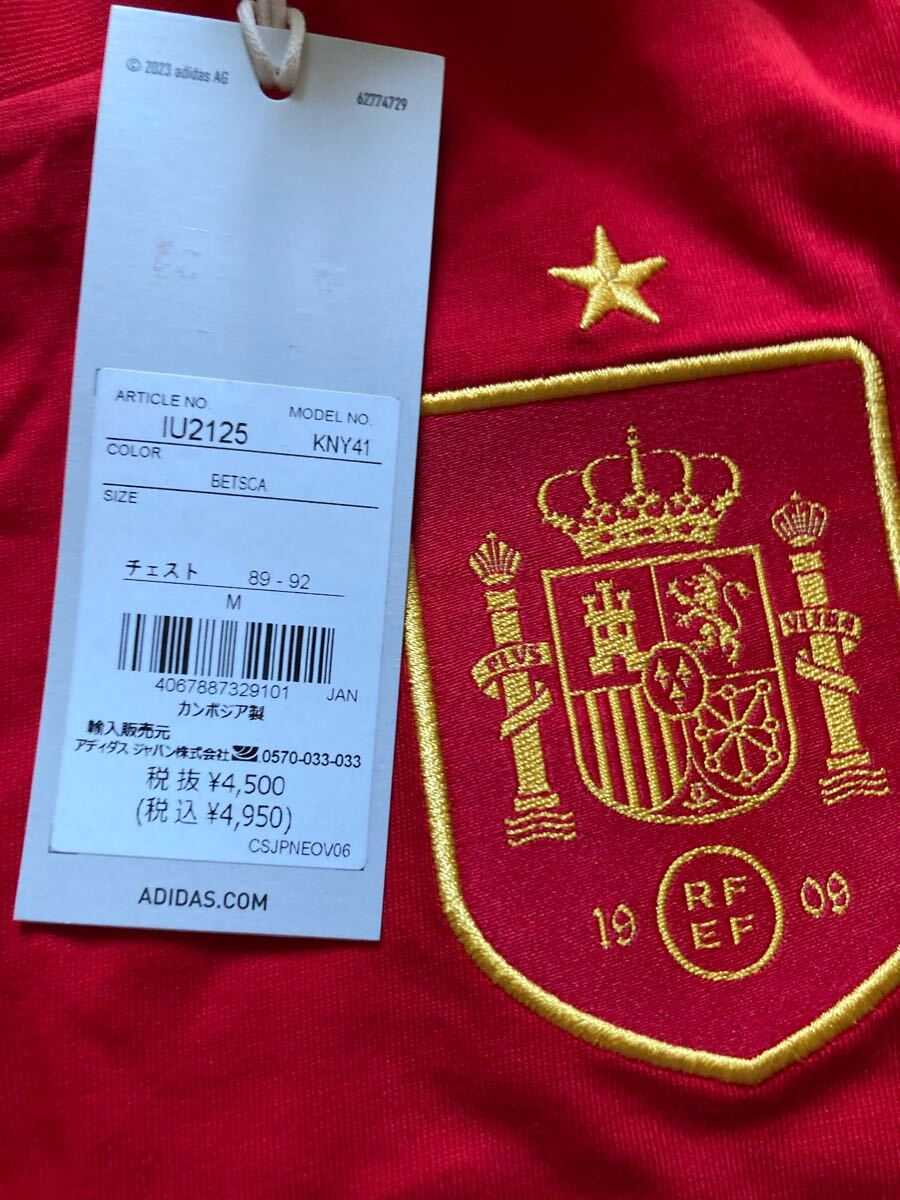 © 2023 adidas AG
62774729
ARTICLE NO.
MODEL NO.
IU2125
KNY41
COLOR
BETSCA
SIZE
チェスト 89 - 92
M
4067887329101 JAN
カンボジア製
輸入販売元
アディダス ジャパン株式会社 0570-033-033
税抜 ¥4,500
(税込 ¥4,950)
CSJPNEOV06
ADIDAS.COM
PLUS
19 RF 09
EF